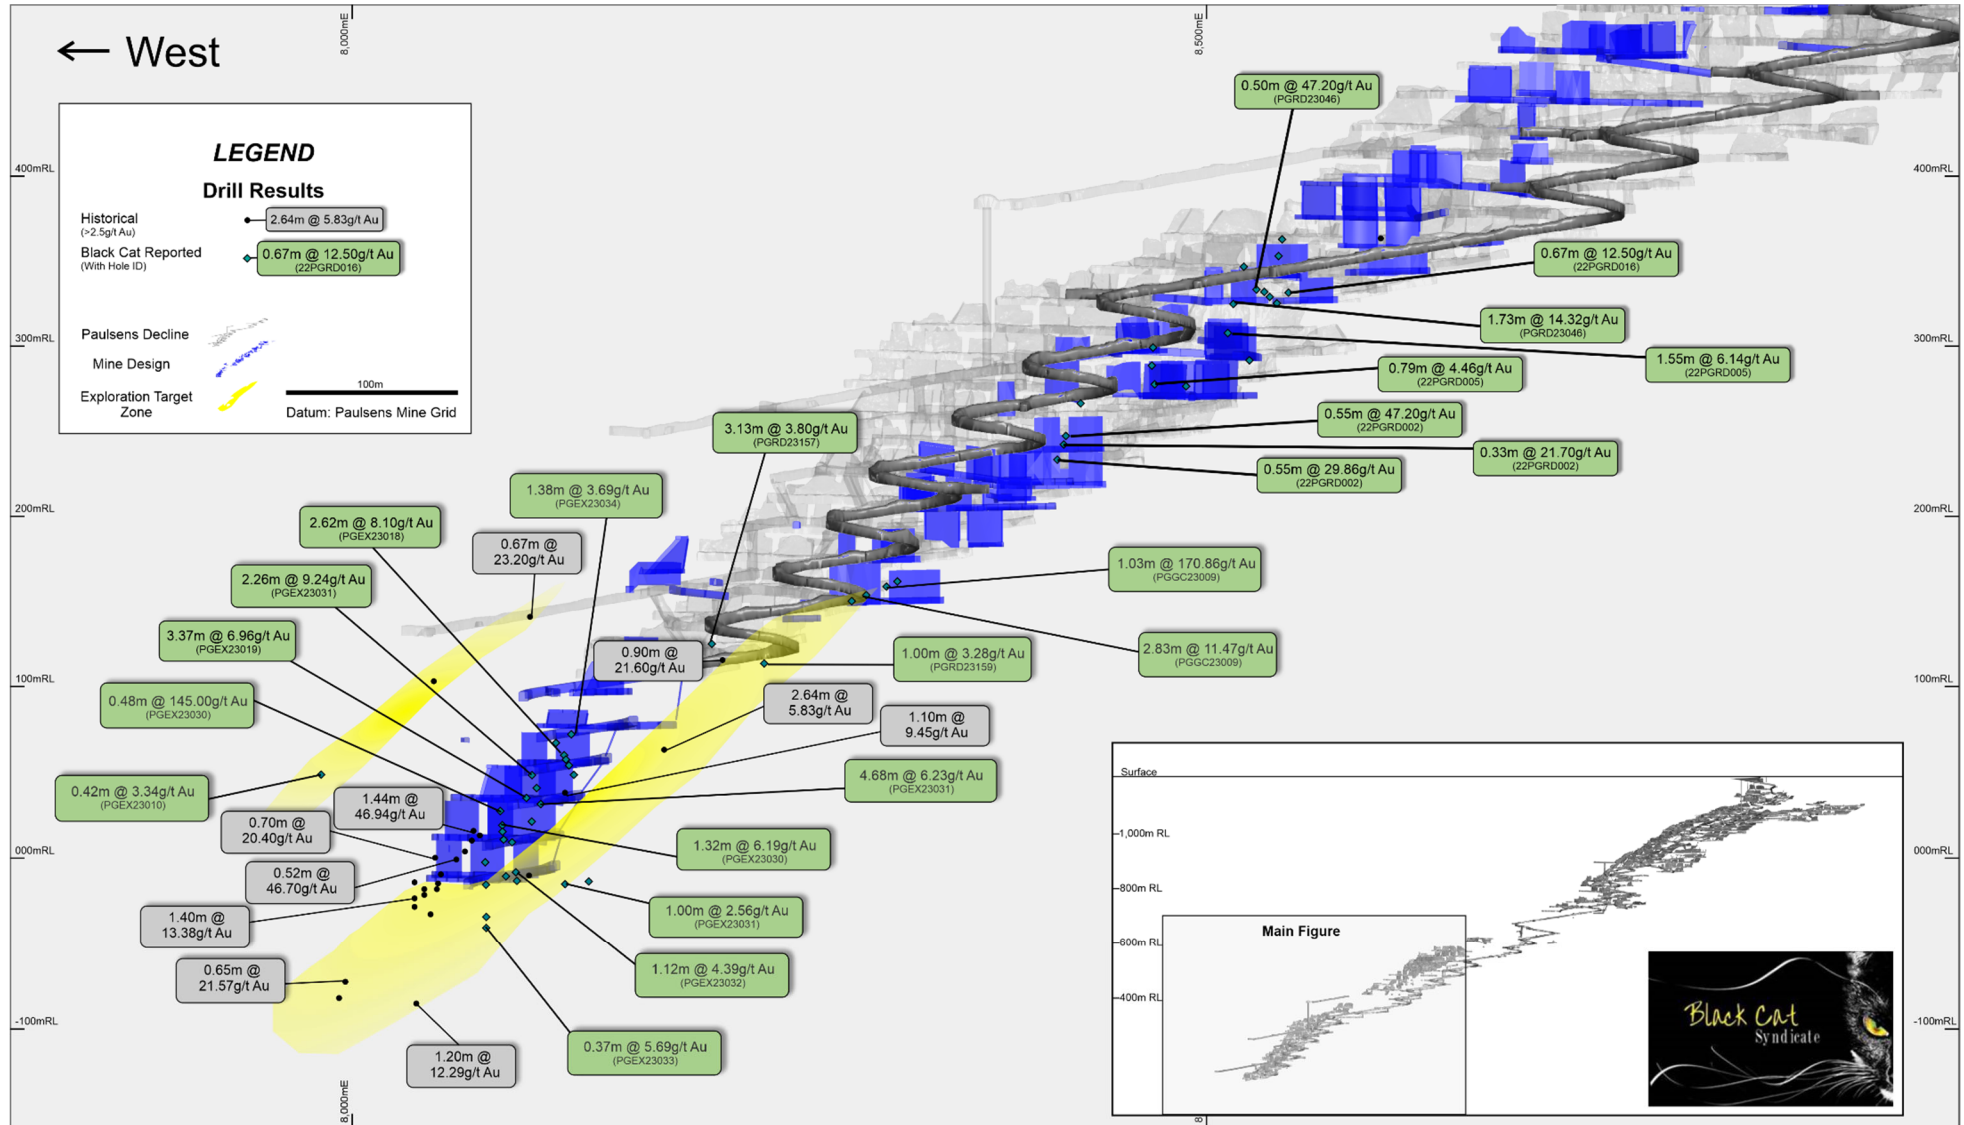 8,000mE
8,500mE
West
LEGEND
Drill Results
Historical
(>2.5g/t Au)
2.64m @ 5.83g/t Au
Black Cat Reported
(With Hole ID)
0.67m @ 12.50g/t Au
(22PGRD016)
Paulsens Decline
Mine Design
Exploration Target
Zone
100m
Datum: Paulsens Mine Grid
400mRL
300mRL
200mRL
100mRL
000mRL
-100mRL
400mRL
300mRL
200mRL
100mRL
000mRL
-100mRL
0.50m @ 47.20g/t Au
(PGRD23046)
0.67m @ 12.50g/t Au
(22PGRD016)
1.73m @ 14.32g/t Au
(PGRD23046)
1.55m @ 6.14g/t Au
(22PGRD005)
0.79m @ 4.46g/t Au
(22PGRD005)
0.55m @ 47.20g/t Au
(22PGRD002)
0.33m @ 21.70g/t Au
(22PGRD002)
0.55m @ 29.86g/t Au
(22PGRD002)
3.13m @ 3.80g/t Au
(PGRD23157)
1.38m @ 3.69g/t Au
(PGEX23034)
2.62m @ 8.10g/t Au
(PGEX23018)
0.67m @
23.20g/t Au
2.26m @ 9.24g/t Au
(PGEX23031)
1.03m @ 170.86g/t Au
(PGGC23009)
3.37m @ 6.96g/t Au
(PGEX23019)
0.90m @
21.60g/t Au
1.00m @ 3.28g/t Au
(PGRD23159)
2.83m @ 11.47g/t Au
(PGGC23009)
0.48m @ 145.00g/t Au
(PGEX23030)
2.64m @
5.83g/t Au
1.10m @
9.45g/t Au
0.42m @ 3.34g/t Au
(PGEX23010)
4.68m @ 6.23g/t Au
(PGEX23031)
1.44m @
46.94g/t Au
0.70m @
20.40g/t Au
1.32m @ 6.19g/t Au
(PGEX23030)
0.52m @
46.70g/t Au
1.40m @
13.38g/t Au
1.00m @ 2.56g/t Au
(PGEX23031)
0.65m @
21.57g/t Au
1.12m @ 4.39g/t Au
(PGEX23032)
0.37m @ 5.69g/t Au
(PGEX23033)
1.20m @
12.29g/t Au
Surface
1,000m RL
800m RL
600m RL
400m RL
Main Figure
Black Cat
Syndicate
8,000mE